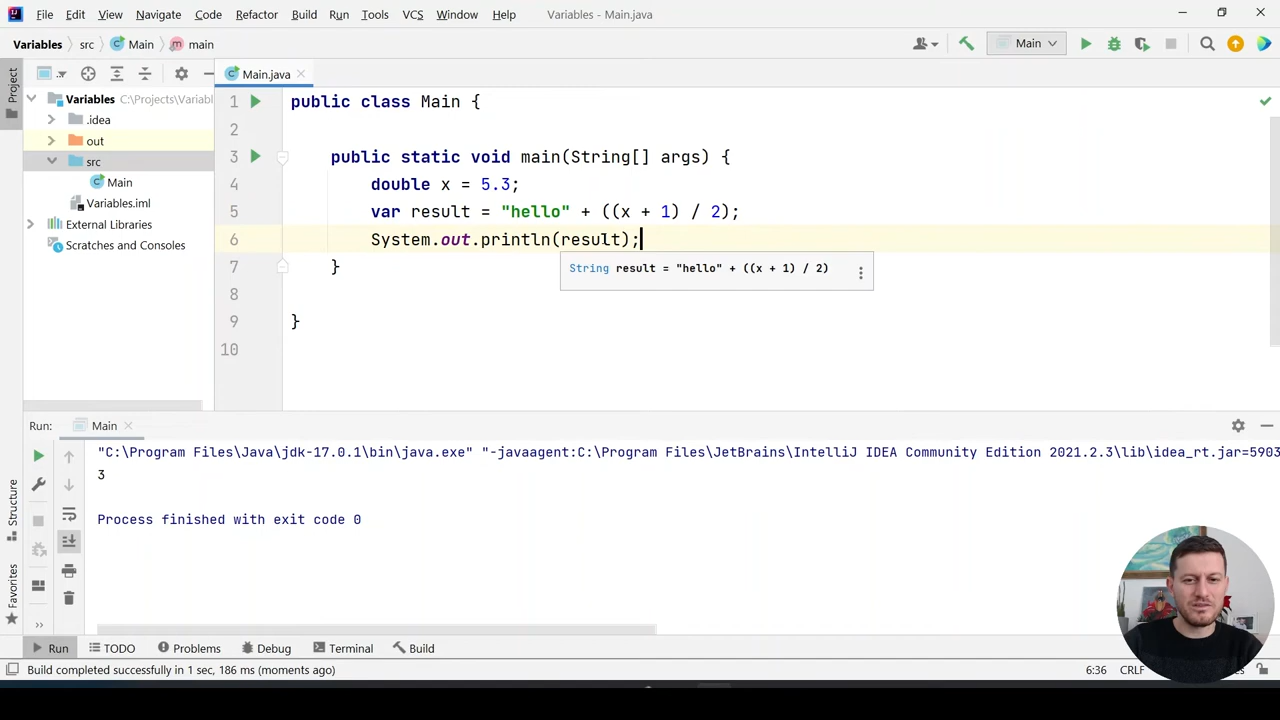 File Edit View Navigate Code Refactor Build Run Tools VCS Window Help Variables - Main.java
Variables src Main main Main
Project
Main.java
Variables C:\Projects\Variabl
.idea
out
src
Main
Variables.iml
External Libraries
Scratches and Consoles
1 public class Main {
2
3 public static void main(String[] args) {
4 double x = 5.3;
5 var result = "hello" + ((x + 1) / 2);
6 System.out.println(result);
7 }
8
9 }
10
String result = "hello" + ((x + 1) / 2)
Run: Main
"C:\Program Files\Java\jdk-17.0.1\bin\java.exe" "-javaagent:C:\Program Files\JetBrains\IntelliJ IDEA Community Edition 2021.2.3\lib\idea_rt.jar=5903
3
Process finished with exit code 0
Structure
Favorites
Run TODO Problems Debug Terminal Build
Build completed successfully in 1 sec, 186 ms (moments ago) 6:36 CRLF